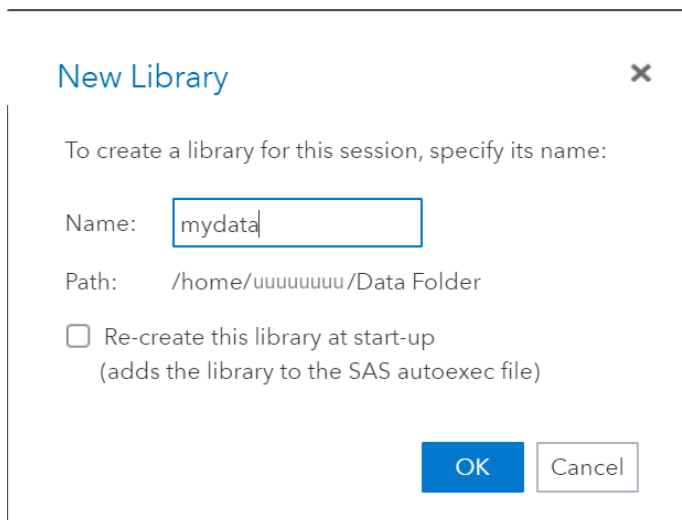 New Library
To create a library for this session, specify its name:
Name: mydata
Path: /home/uuuuuuuu/Data Folder
Re-create this library at start-up
(adds the library to the SAS autoexec file)
OK Cancel